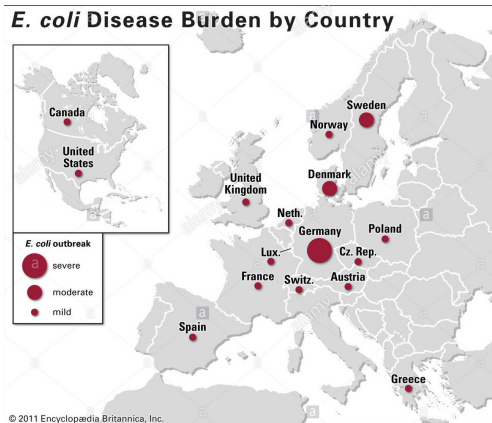 E. coli Disease Burden by Country
Canada
United
States
Sweden
Norway
Denmark
United
Kingdom
Neth.
Germany
Poland
Lux.
Cz. Rep.
France
Switz.
Austria
Spain
Greece
E. coli outbreak
severe
moderate
mild
© 2011 Encyclopædia Britannica, Inc.
a
alamy